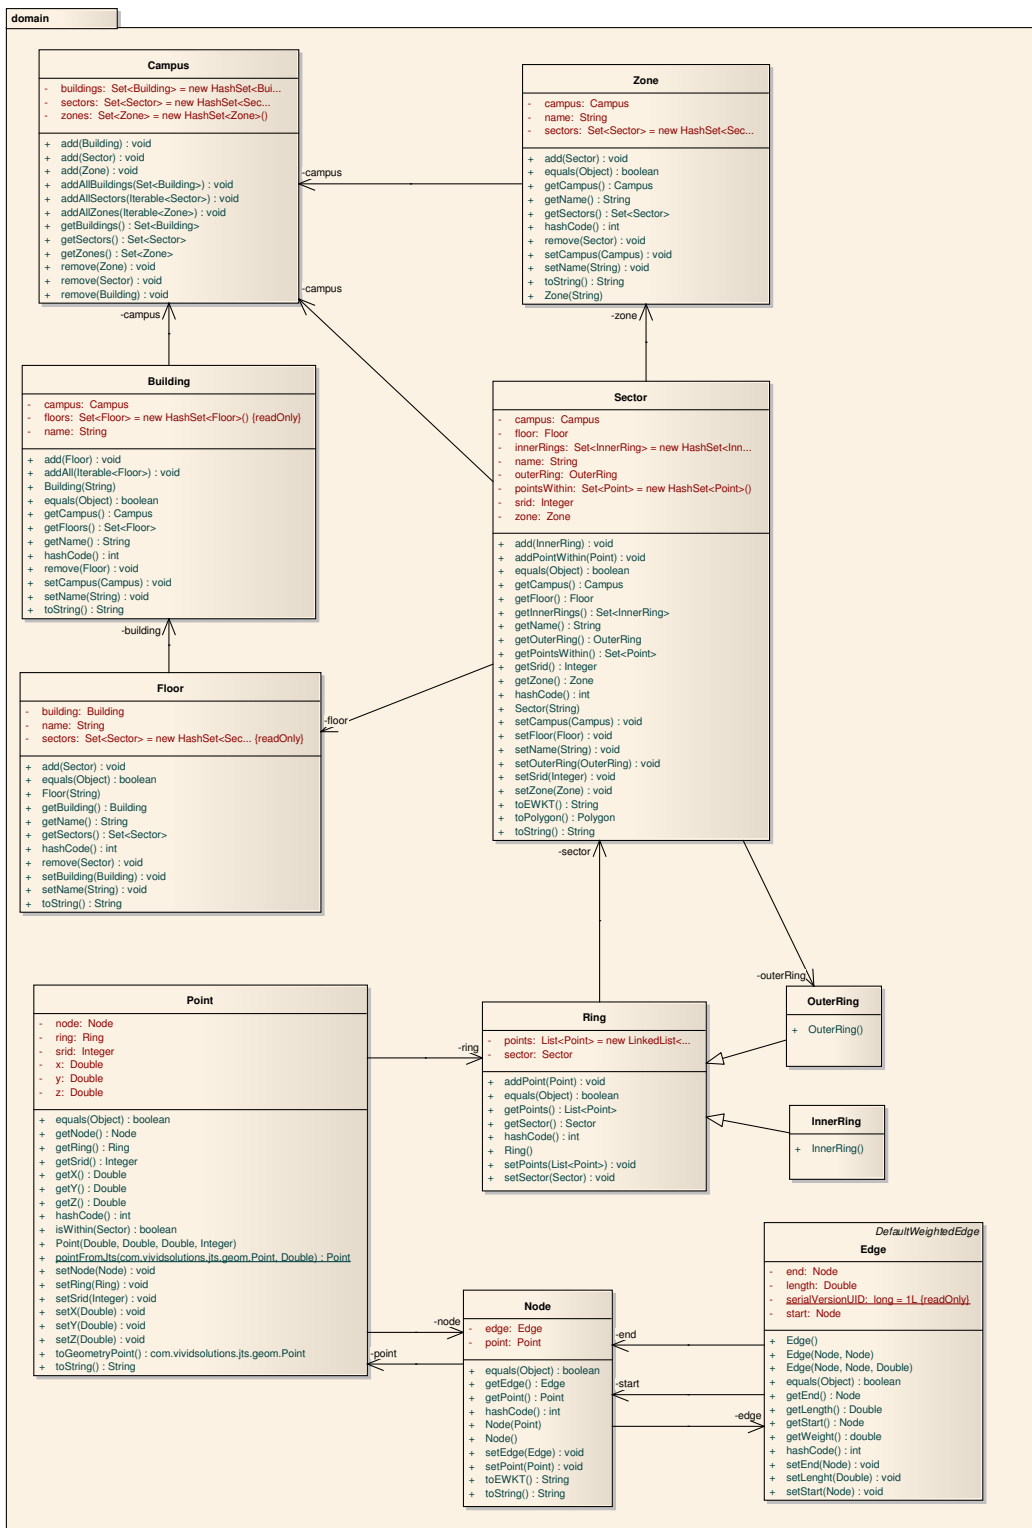 domain
Campus
- buildings: Set<Building> = new HashSet<Bui...
- sectors: Set<Sector> = new HashSet<Sec...
- zones: Set<Zone> = new HashSet<Zone>()
+ add(Building) : void
+ add(Sector) : void
+ add(Zone) : void
+ addAllBuildings(Set<Building>) : void
+ addAllSectors(Iterable<Sector>) : void
+ addAllZones(Iterable<Zone>) : void
+ getBuildings() : Set<Building>
+ getSectors() : Set<Sector>
+ getZones() : Set<Zone>
+ remove(Zone) : void
+ remove(Sector) : void
+ remove(Building) : void
Zone
- campus: Campus
- name: String
- sectors: Set<Sector> = new HashSet<Sec...
+ add(Sector) : void
+ equals(Object) : boolean
+ getCampus() : Campus
+ getName() : String
+ getSectors() : Set<Sector>
+ hashCode() : int
+ remove(Sector) : void
+ setCampus(Campus) : void
+ setName(String) : void
+ toString() : String
+ Zone(String)
-campus
-campus
-campus
-zone
Building
- campus: Campus
- floors: Set<Floor> = new HashSet<Floor>() {readOnly}
- name: String
+ add(Floor) : void
+ addAll(Iterable<Floor>) : void
+ Building(String)
+ equals(Object) : boolean
+ getCampus() : Campus
+ getFloors() : Set<Floor>
+ getName() : String
+ hashCode() : int
+ remove(Floor) : void
+ setCampus(Campus) : void
+ setName(String) : void
+ toString() : String
Sector
- campus: Campus
- floor: Floor
- innerRings: Set<InnerRing> = new HashSet<Inn...
- name: String
- outerRing: OuterRing
- pointsWithin: Set<Point> = new HashSet<Point>()
- srid: Integer
- zone: Zone
+ add(InnerRing) : void
+ addPointWithin(Point) : void
+ equals(Object) : boolean
+ getCampus() : Campus
+ getFloor() : Floor
+ getInnerRings() : Set<InnerRing>
+ getName() : String
+ getOuterRing() : OuterRing
+ getPointsWithin() : Set<Point>
+ getSrid() : Integer
+ getZone() : Zone
+ hashCode() : int
+ Sector(String)
+ setCampus(Campus) : void
+ setFloor(Floor) : void
+ setName(String) : void
+ setOuterRing(OuterRing) : void
+ setSrid(Integer) : void
+ setZone(Zone) : void
+ toEWKT() : String
+ toPolygon() : Polygon
+ toString() : String
-building
Floor
- building: Building
- name: String
- sectors: Set<Sector> = new HashSet<Sec... {readOnly}
+ add(Sector) : void
+ equals(Object) : boolean
+ Floor(String)
+ getBuilding() : Building
+ getName() : String
+ getSectors() : Set<Sector>
+ hashCode() : int
+ remove(Sector) : void
+ setBuilding(Building) : void
+ setName(String) : void
+ toString() : String
-floor
-sector
-outerRing
Point
- node: Node
- ring: Ring
- srid: Integer
- x: Double
- y: Double
- z: Double
+ equals(Object) : boolean
+ getNode() : Node
+ getRing() : Ring
+ getSrid() : Integer
+ getX() : Double
+ getY() : Double
+ getZ() : Double
+ hashCode() : int
+ isWithin(Sector) : boolean
+ Point(Double, Double, Double, Integer)
+ pointFromJts(com.vividsolutions.jts.geom.Point, Double) : Point
+ setNode(Node) : void
+ setRing(Ring) : void
+ setSrid(Integer) : void
+ setX(Double) : void
+ setY(Double) : void
+ setZ(Double) : void
+ toGeometryPoint() : com.vividsolutions.jts.geom.Point
+ toString() : String
-ring
Ring
- points: List<Point> = new LinkedList<...
- sector: Sector
+ addPoint(Point) : void
+ equals(Object) : boolean
+ getPoints() : List<Point>
+ getSector() : Sector
+ hashCode() : int
+ Ring()
+ setPoints(List<Point>) : void
+ setSector(Sector) : void
OuterRing
+ OuterRing()
InnerRing
+ InnerRing()
-node
-point
Node
- edge: Edge
- point: Point
+ equals(Object) : boolean
+ getEdge() : Edge
+ getPoint() : Point
+ hashCode() : int
+ Node(Point)
+ Node()
+ setEdge(Edge) : void
+ setPoint(Point) : void
+ toEWKT() : String
+ toString() : String
-end
-start
-edge
DefaultWeightedEdge
Edge
- end: Node
- length: Double
- serialVersionUID: long = 1L {readOnly}
- start: Node
+ Edge()
+ Edge(Node, Node)
+ Edge(Node, Node, Double)
+ equals(Object) : boolean
+ getEnd() : Node
+ getLength() : Double
+ getStart() : Node
+ getWeight() : double
+ hashCode() : int
+ setEnd(Node) : void
+ setLenght(Double) : void
+ setStart(Node) : void